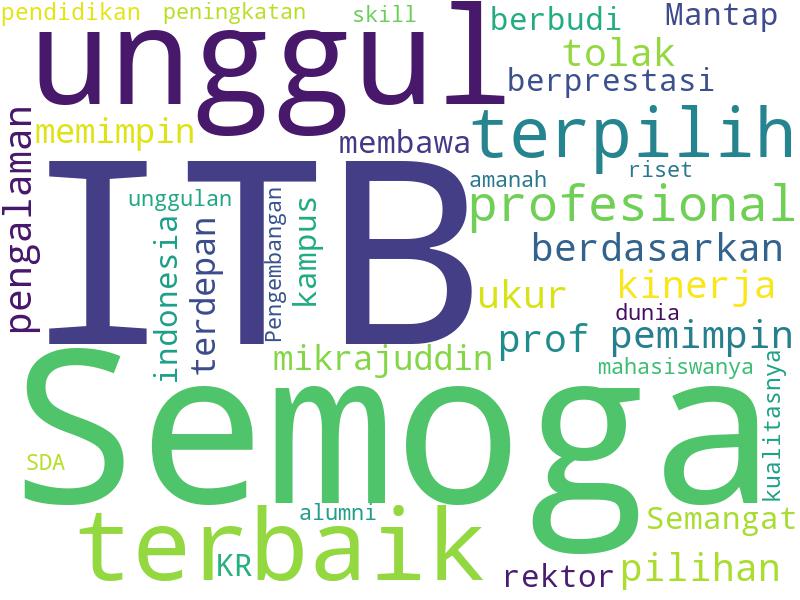 pendidikan
peningkatan
skill
berbudi
Mantap
unggul
tolak
berprestasi
memimpin
membawa
terpilih
pengalaman
ITB
amanah
riset
unggulan
profesional
indonesia
terdepan
Pengembangan
kampus
berdasarkan
ukur
kinerja
dunia
prof
pemimpin
mikrajuddin
mahasiswanya
Semoga
kualitasnya
SDA
terbaik
alumni
Semangat
KR
rektor
pilihan